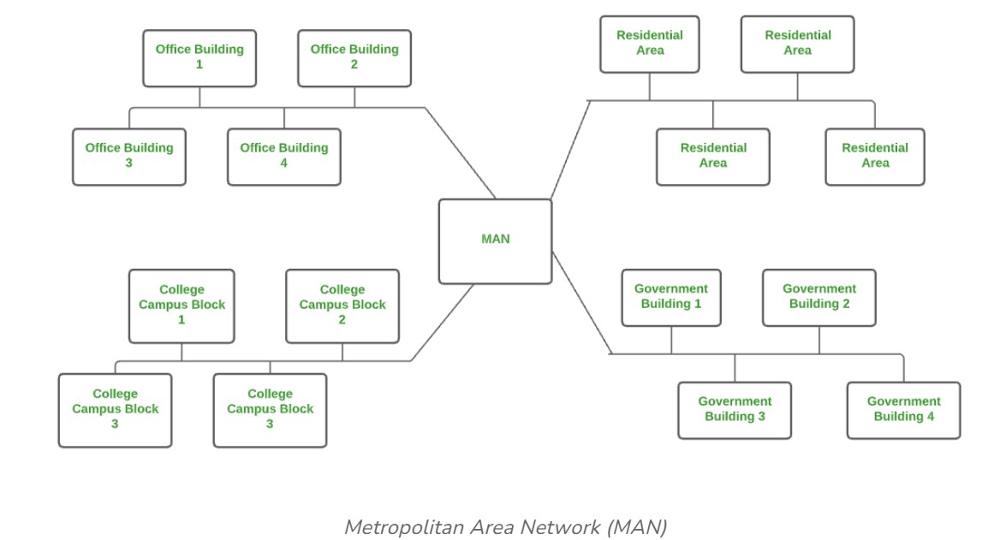 Office Building
1
Office Building
2
Office Building
3
Office Building
4
Residential
Area
Residential
Area
Residential
Area
Residential
Area
MAN
College
Campus Block
1
College
Campus Block
2
College
Campus Block
3
College
Campus Block
3
Government
Building 1
Government
Building 2
Government
Building 3
Government
Building 4
Metropolitan Area Network (MAN)